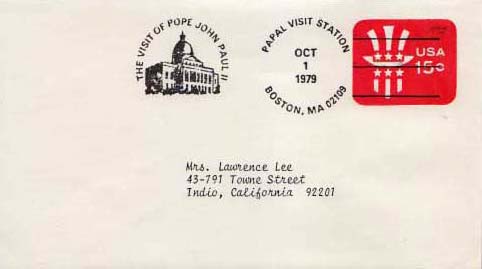 THE VISIT OF POPE JOHN PAUL II
PAPAL VISIT STATION
OCT
1
1979
BOSTON, MA 02109
USA
15c
Mrs. Lawrence Lee
43-791 Towne Street
Indio, California 92201